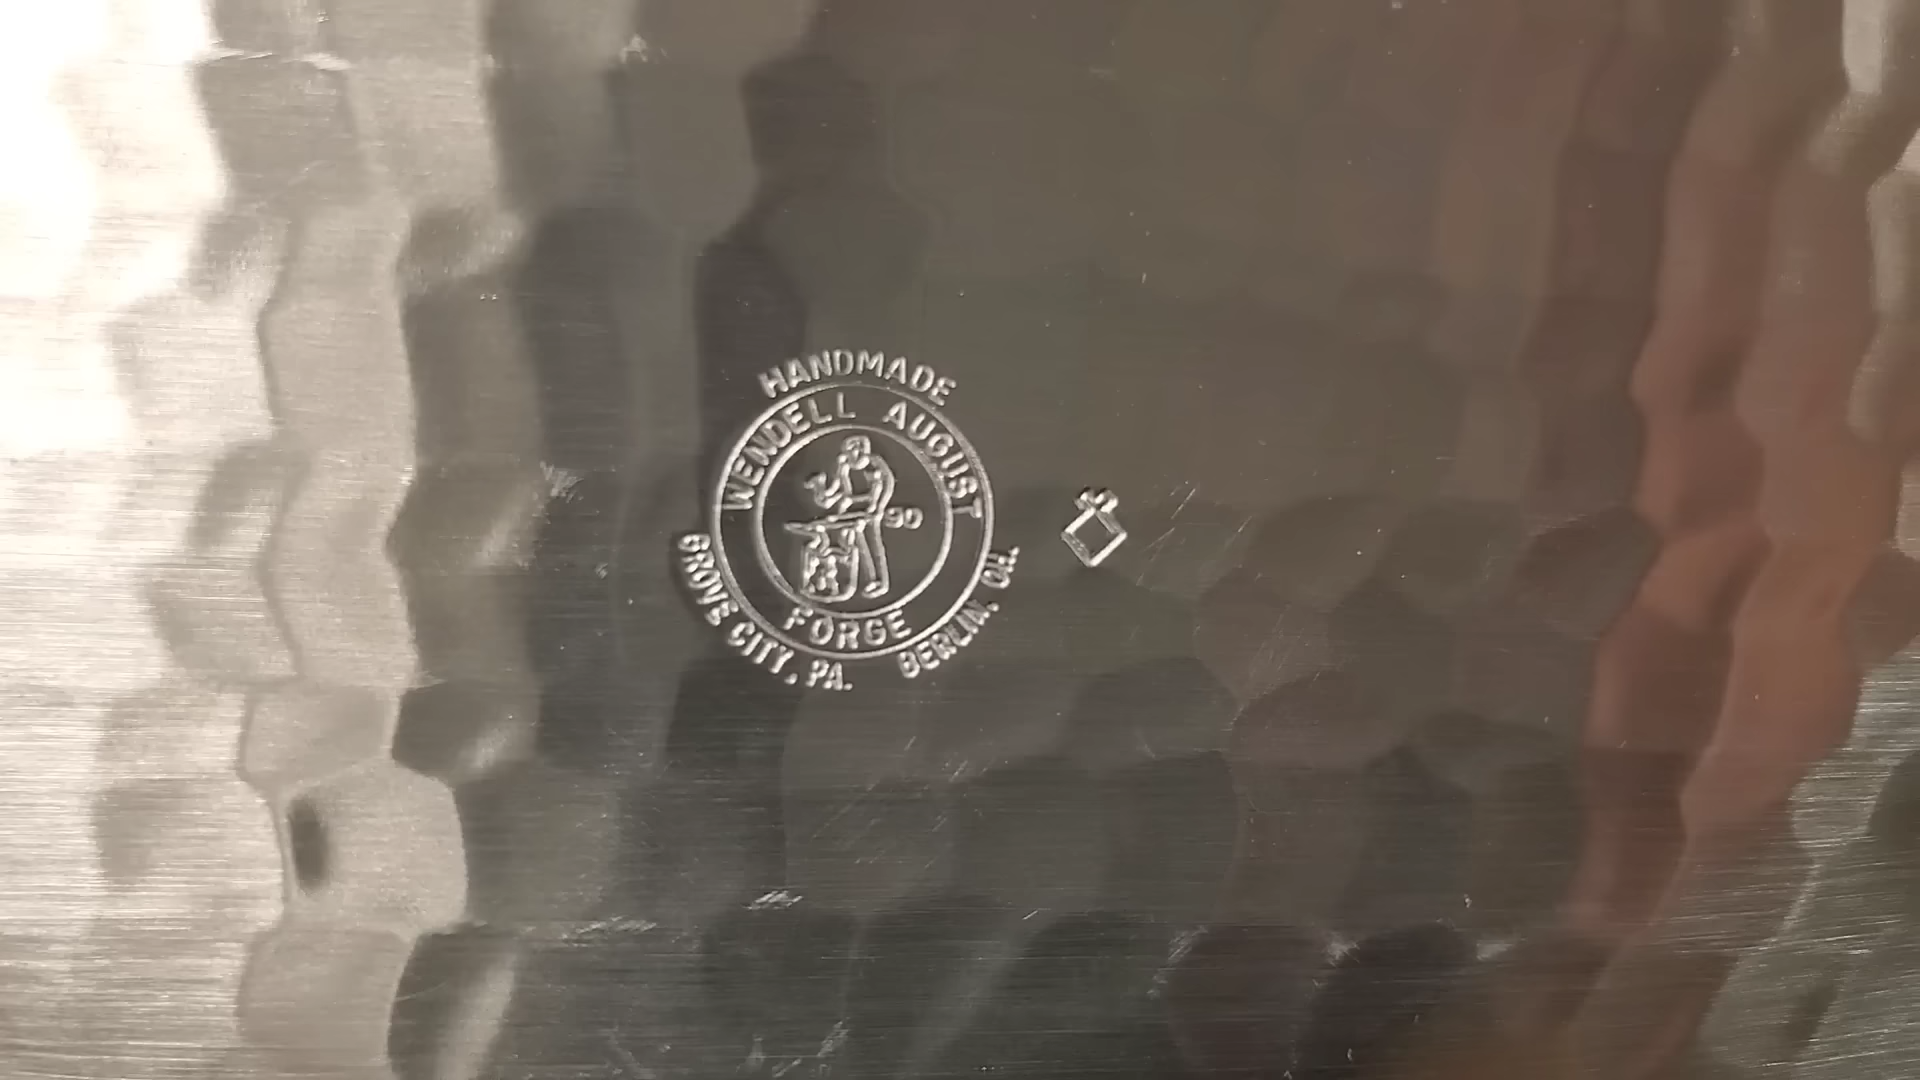 HANDMADE
WENDELL AUGUST
90
FORGE
GROVE CITY, PA. BERLIN, OH.